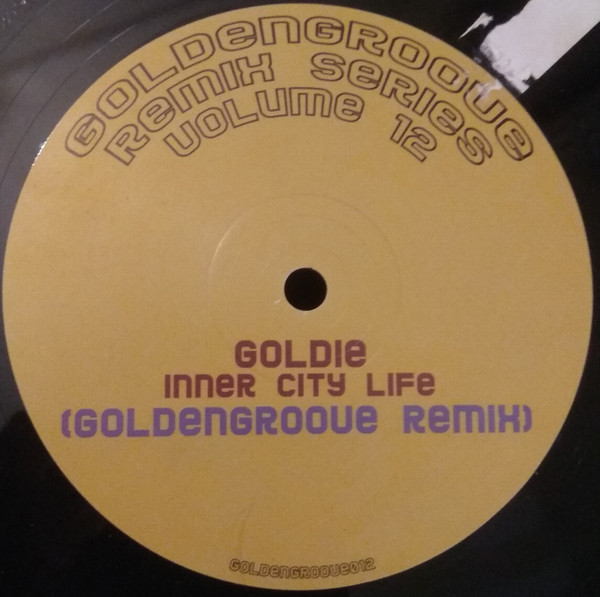 GOLDENGROOVE
REMIX SERIES
VOLUME 12
GOLDIE
INNER CITY LIFE
(GOLDENGROOVE REMIX)
GOLDENGROOVE012